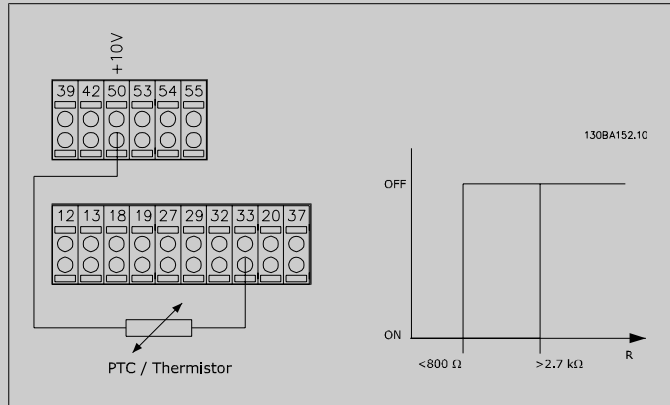 +10V
39 42 50 53 54 55
130BA152.10
OFF
12 13 18 19 27 29 32 33 20 37
ON
<800 Ω
>2.7 kΩ
R
PTC / Thermistor